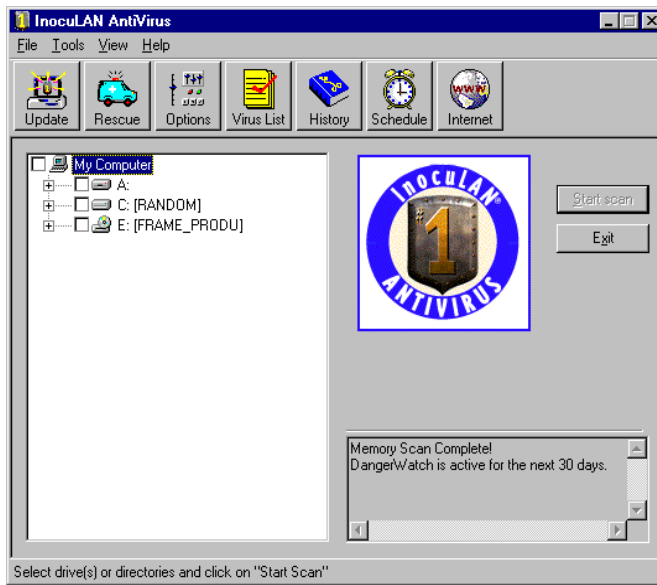 InocuLAN AntiVirus
File Tools View Help
Update Rescue Options Virus List History Schedule Internet
WWW
My Computer
A:
C: [RANDOM]
E: [FRAME_PRODU]
INOCULAN®
#1
ANTIVIRUS
Start scan
Exit
Memory Scan Complete!
DangerWatch is active for the next 30 days.
Select drive(s) or directories and click on "Start Scan"